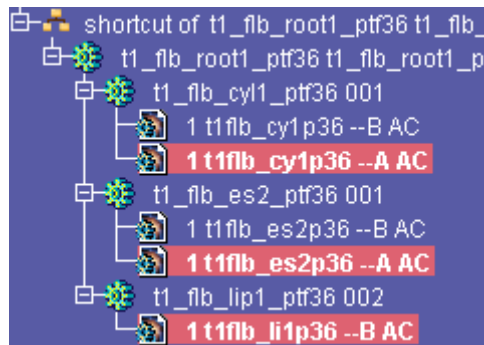 shortcut of t1_flb_root1_ptf36 t1_flb_
t1_flb_root1_ptf36 t1_flb_root1_p
t1_flb_cyl1_ptf36 001
1 t1flb_cy1p36 --B AC
1 t1flb_cy1p36 --A AC
t1_flb_es2_ptf36 001
1 t1flb_es2p36 --B AC
1 t1flb_es2p36 --A AC
t1_flb_lip1_ptf36 002
1 t1flb_li1p36 --B AC